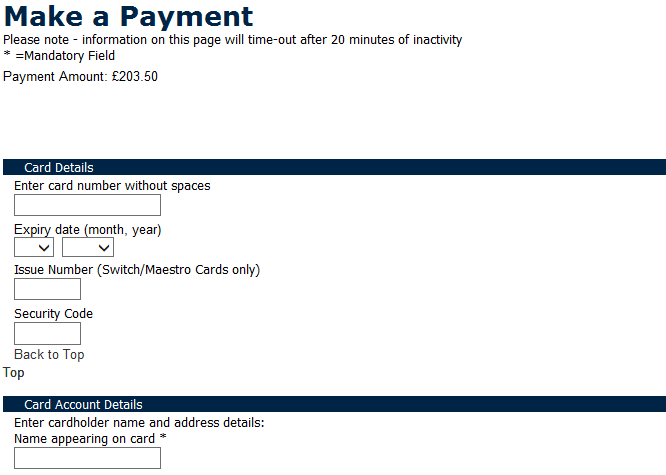 Make a Payment
Please note - information on this page will time-out after 20 minutes of inactivity
* =Mandatory Field
Payment Amount: £203.50
Card Details
Enter card number without spaces
Expiry date (month, year)
Issue Number (Switch/Maestro Cards only)
Security Code
Back to Top
Top
Card Account Details
Enter cardholder name and address details:
Name appearing on card *